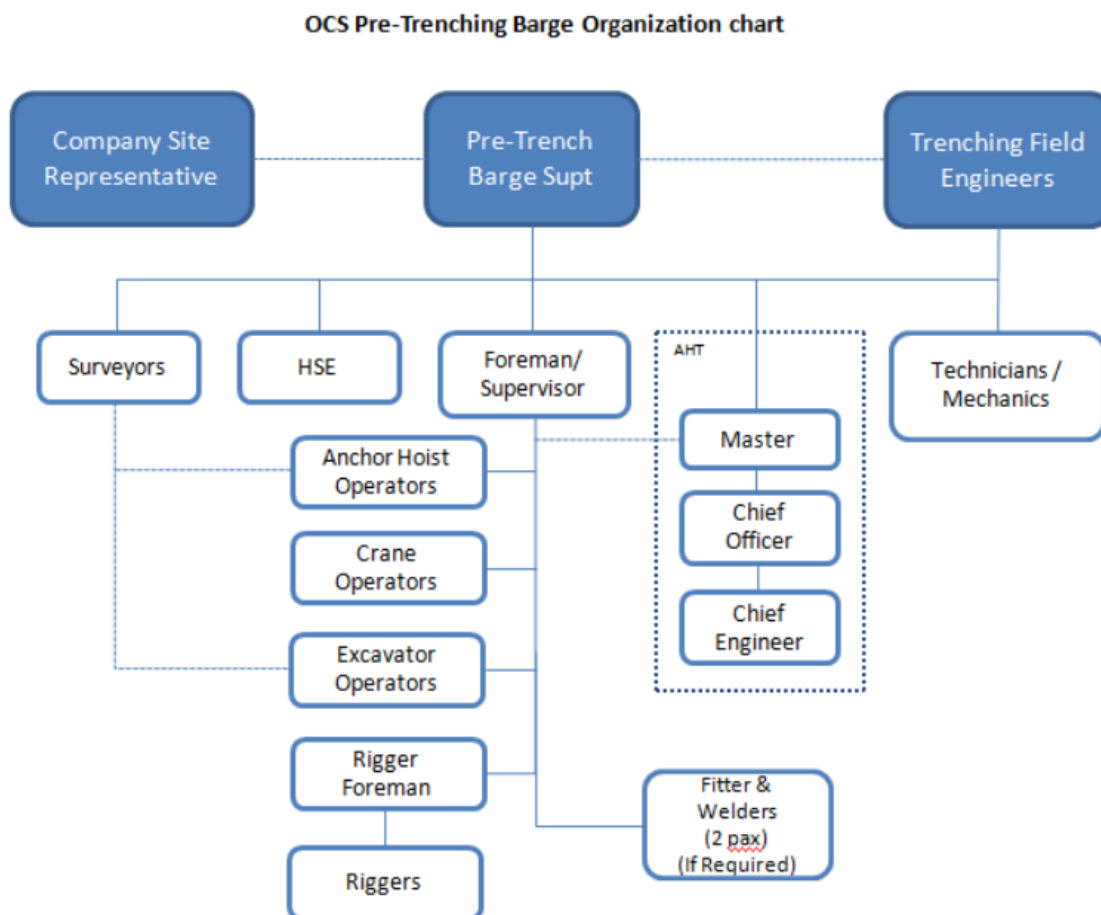 OCS Pre-Trenching Barge Organization chart
Company Site
Representative
Pre-Trench
Barge Supt
Trenching Field
Engineers
Surveyors
HSE
Foreman/
Supervisor
AHT
Technicians /
Mechanics
Master
Anchor Hoist
Operators
Chief
Officer
Crane
Operators
Chief
Engineer
Excavator
Operators
Rigger
Foreman
Fitter &
Welders
(2 pax)
(If Required)
Riggers